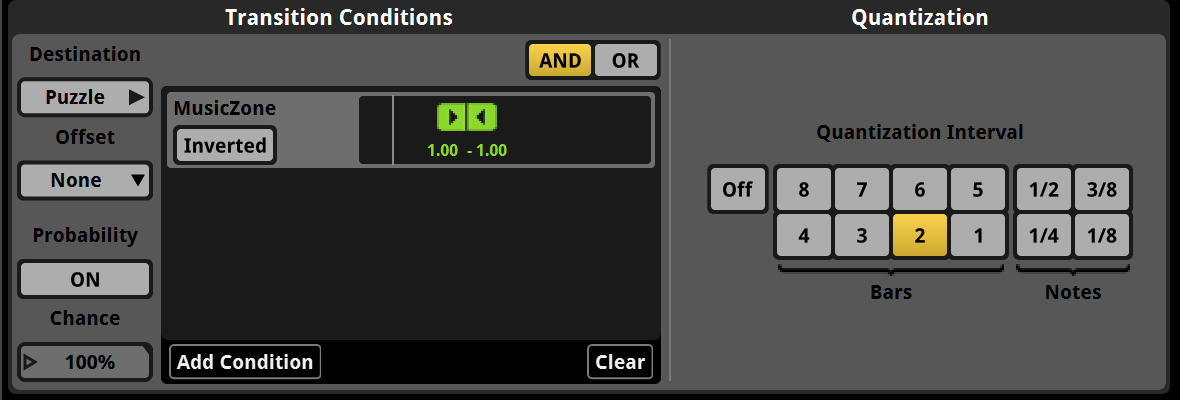 Transition Conditions
Quantization
Destination
Puzzle
Offset
None
Probability
ON
Chance
100%
AND OR
MusicZone
Inverted
1.00 - 1.00
Add Condition
Clear
Quantization Interval
Off 8 7 6 5 1/2 3/8
4 3 2 1 1/4 1/8
Bars Notes